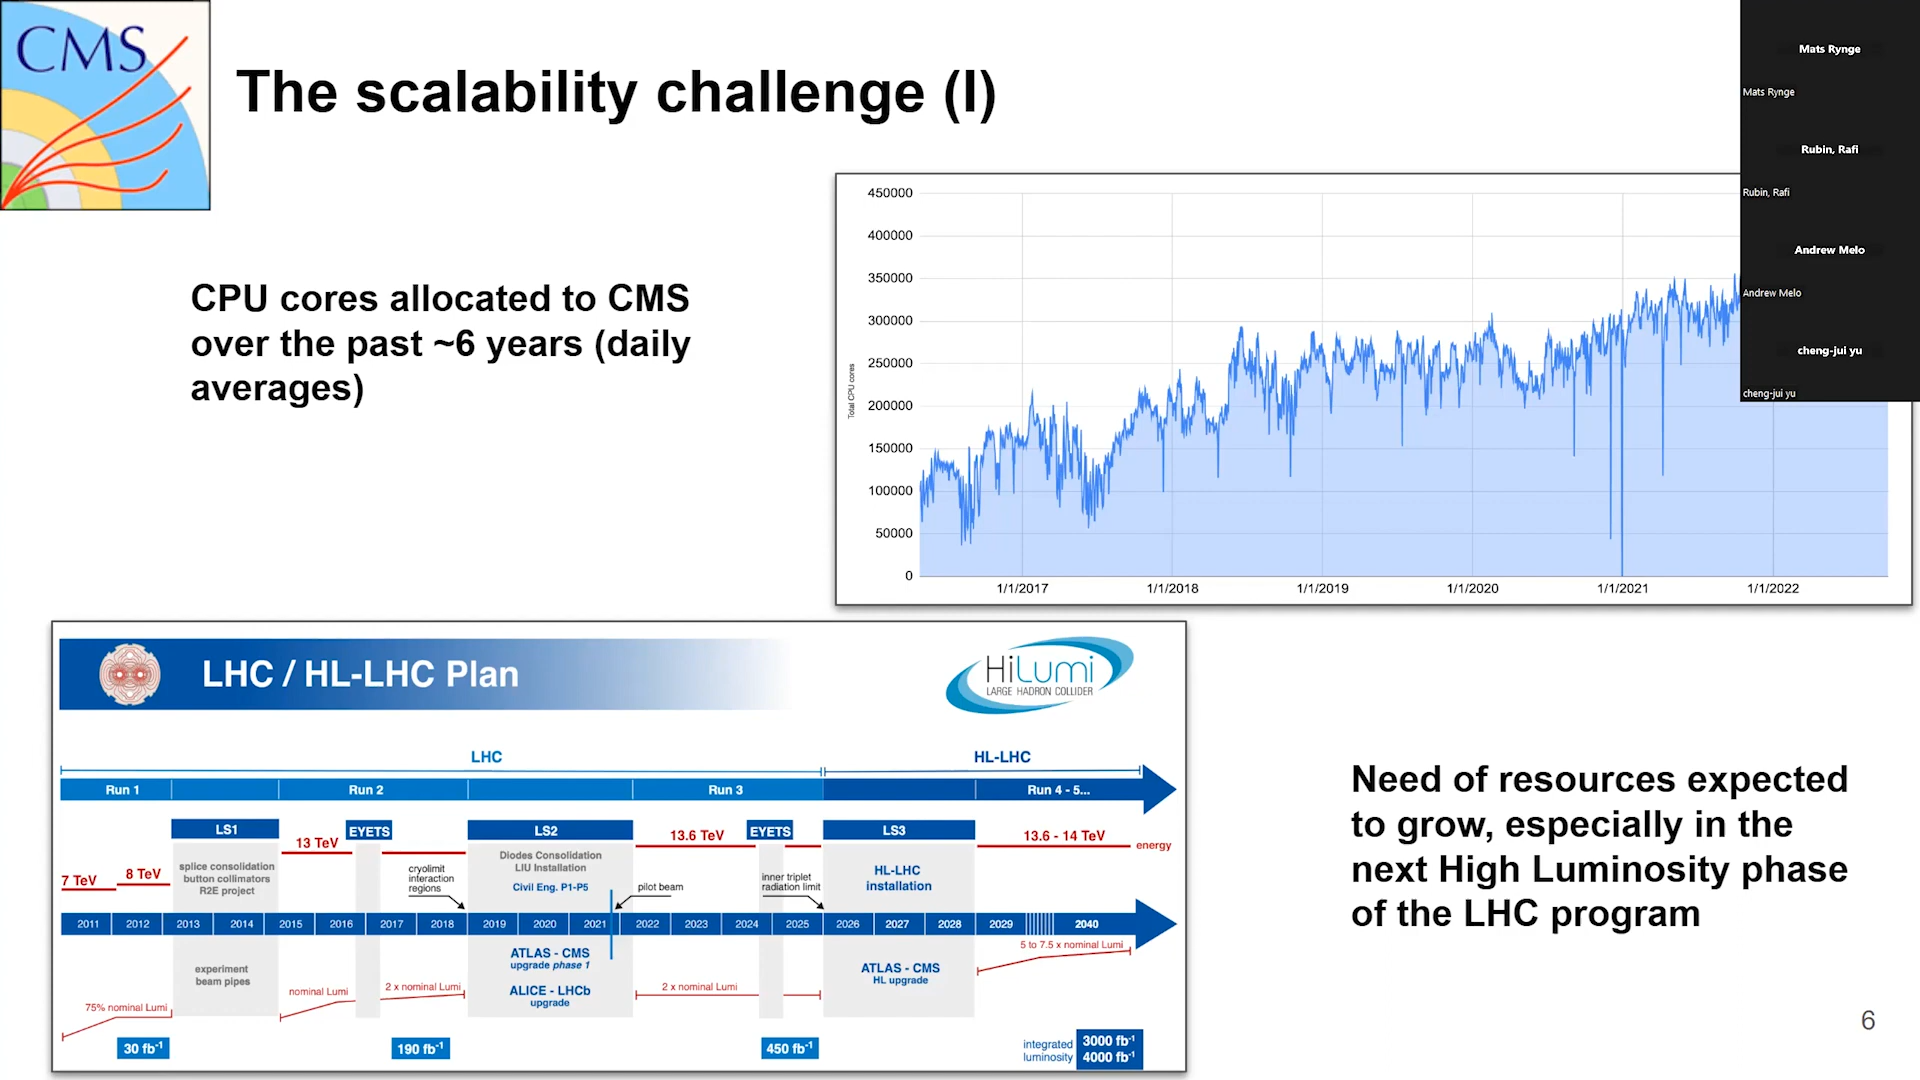 CMS
The scalability challenge (I)
CPU cores allocated to CMS
over the past ~6 years (daily
averages)
450000
400000
350000
300000
250000
200000
150000
100000
50000
0
Total CPU cores
1/1/2017
1/1/2018
1/1/2019
1/1/2020
1/1/2021
1/1/2022
Mats Rynge
Mats Rynge
Rubin, Rafi
Rubin, Rafi
Andrew Melo
Andrew Melo
cheng-jui yu
cheng-jui yu
LHC / HL-LHC Plan
HiLumi
LARGE HADRON COLLIDER
LHC
HL-LHC
Run 1
Run 2
Run 3
Run 4 - 5...
LS1
EYETS
LS2
EYETS
LS3
7 TeV
8 TeV
13 TeV
13.6 TeV
13.6 - 14 TeV
energy
splice consolidation
button collimators
R2E project
cryolimit
interaction
regions
Diodes Consolidation
LIU Installation
Civil Eng. P1-P5
pilot beam
inner triplet
radiation limit
HL-LHC
installation
2011
2012
2013
2014
2015
2016
2017
2018
2019
2020
2021
2022
2023
2024
2025
2026
2027
2028
2029
2040
experiment
beam pipes
75% nominal Lumi
nominal Lumi
2 x nominal Lumi
ATLAS - CMS
upgrade phase 1
ALICE - LHCb
upgrade
2 x nominal Lumi
ATLAS - CMS
HL upgrade
5 to 7.5 x nominal Lumi
30 fb-1
190 fb-1
450 fb-1
integrated
luminosity
3000 fb-1
4000 fb-1
Need of resources expected
to grow, especially in the
next High Luminosity phase
of the LHC program
6